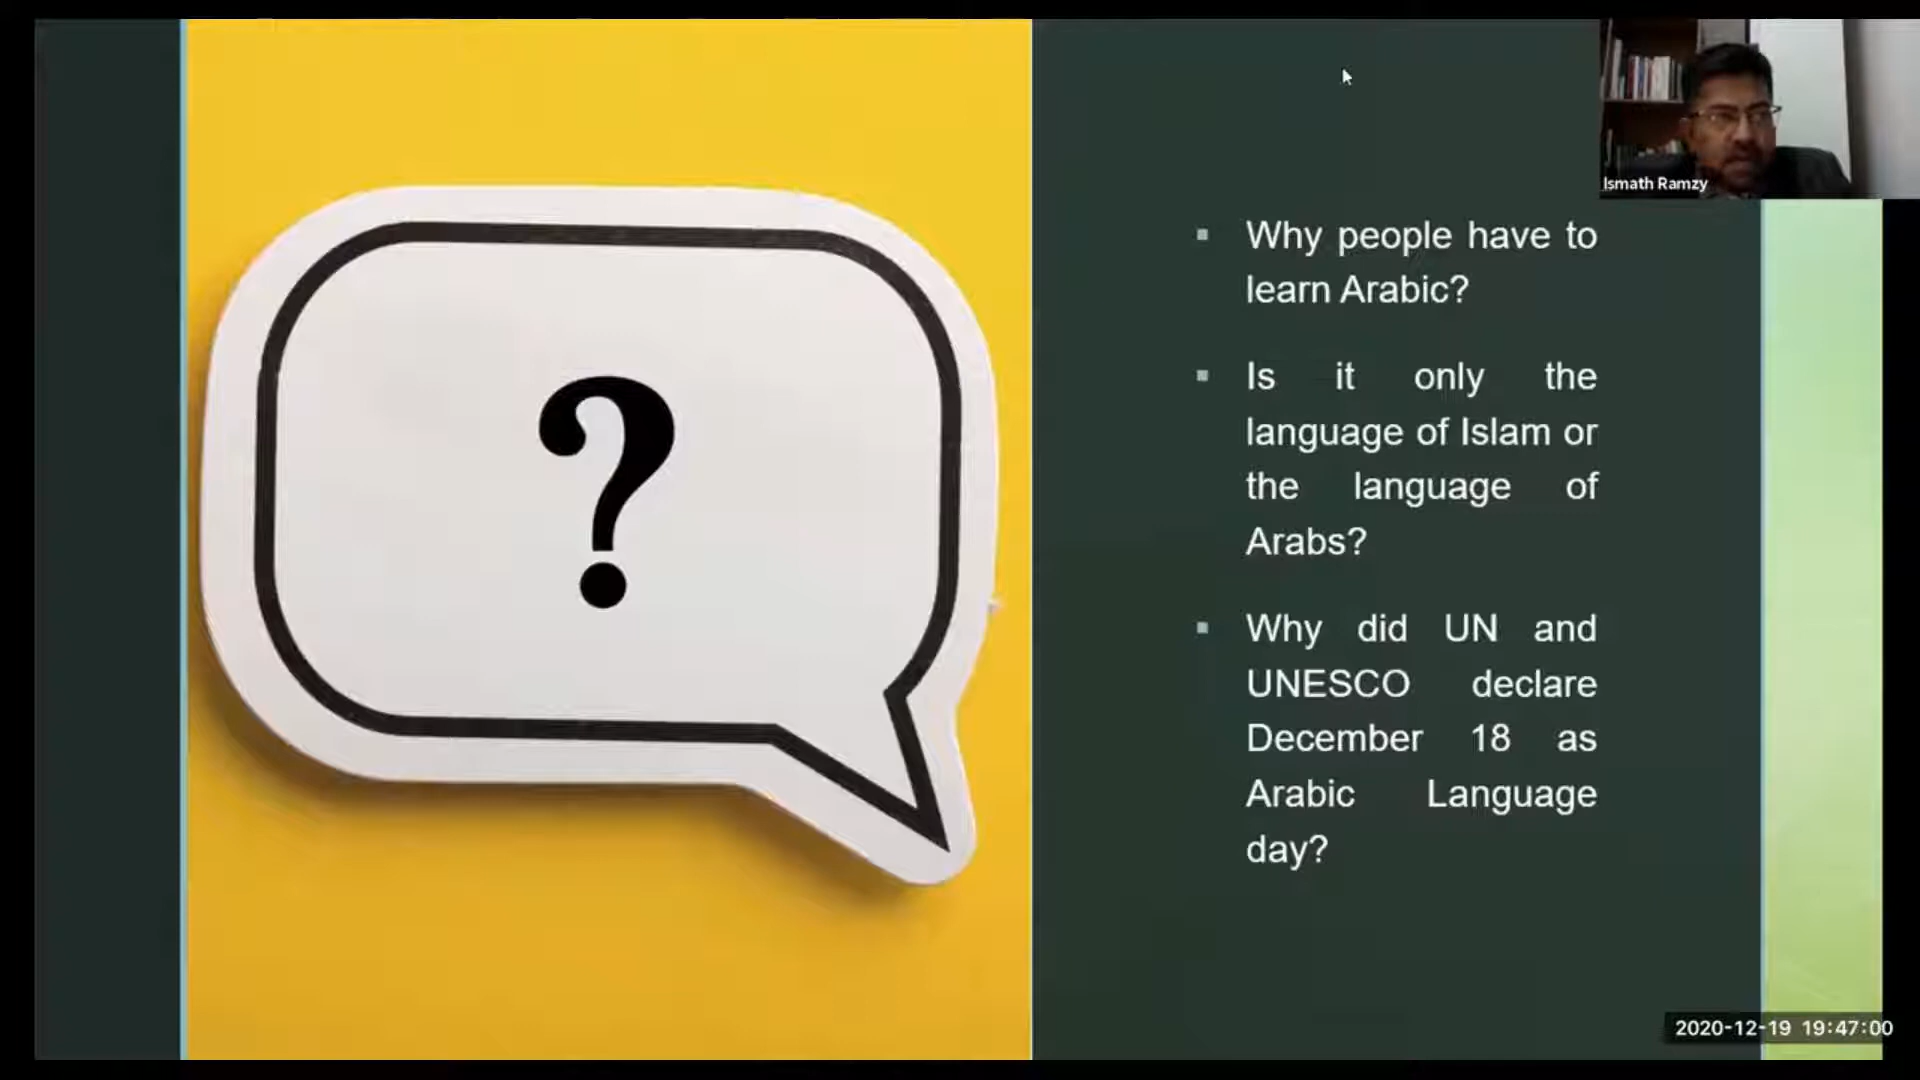 Ismath Ramzy
?
▪ Why people have to
learn Arabic?
▪ Is it only the
language of Islam or
the language of
Arabs?
▪ Why did UN and
UNESCO declare
December 18 as
Arabic Language
day?
2020-12-19 19:47:00